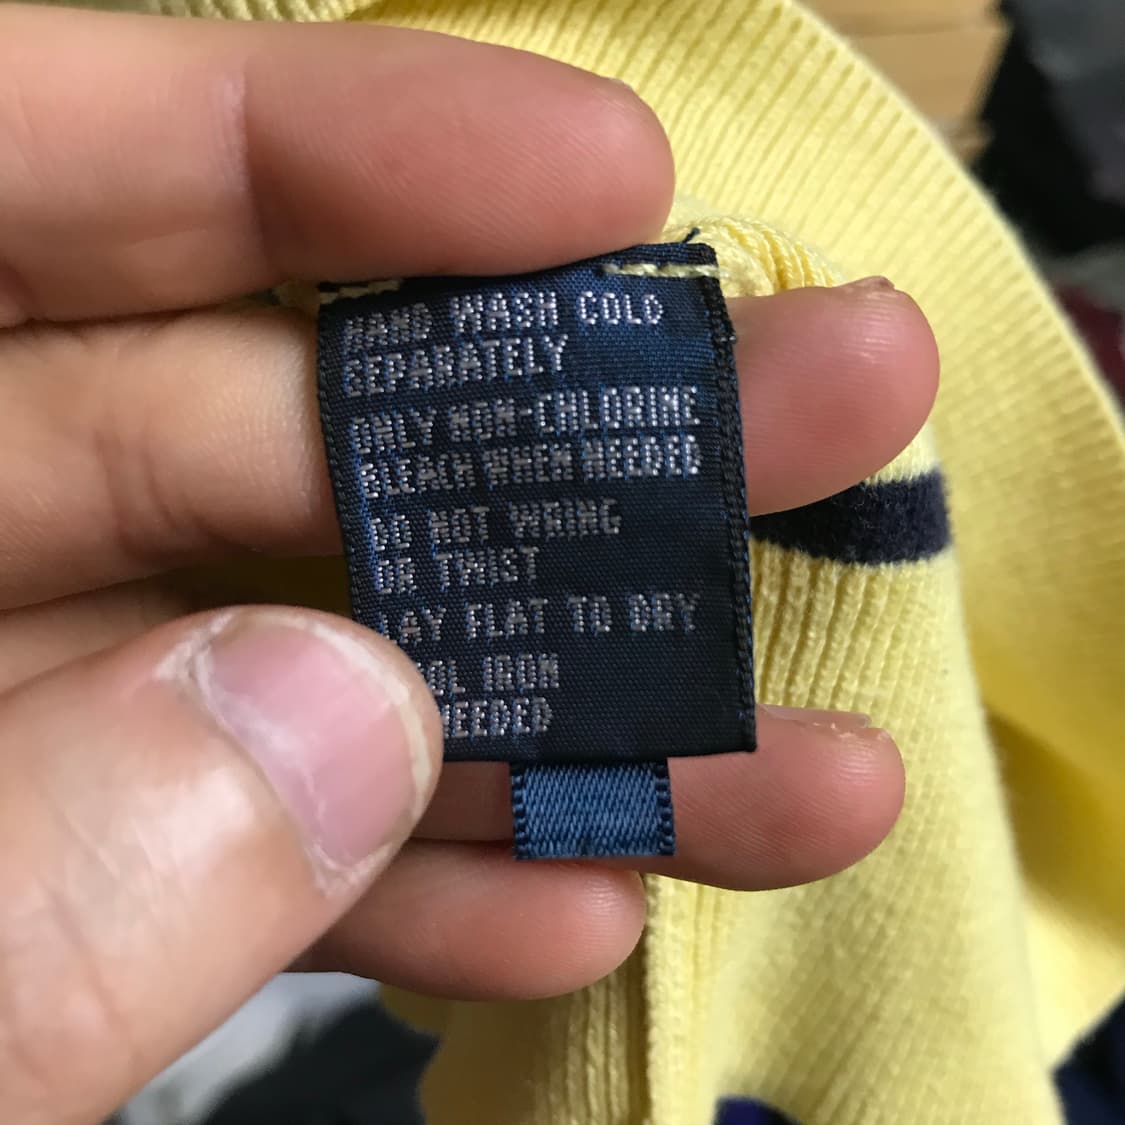 HAND WASH COLD
SEPARATELY
ONLY NON-CHLORINE
BLEACH WHEN NEEDED
DO NOT WRING
OR TWIST
LAY FLAT TO DRY
OL IRON
NEEDED